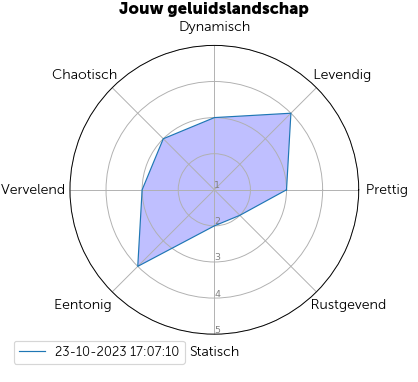 Jouw geluidslandschap
Dynamisch
Chaotisch
Levendig
Vervelend
1
Prettig
2
3
Eentonig
4
Rustgevend
5
23-10-2023 17:07:10
Statisch